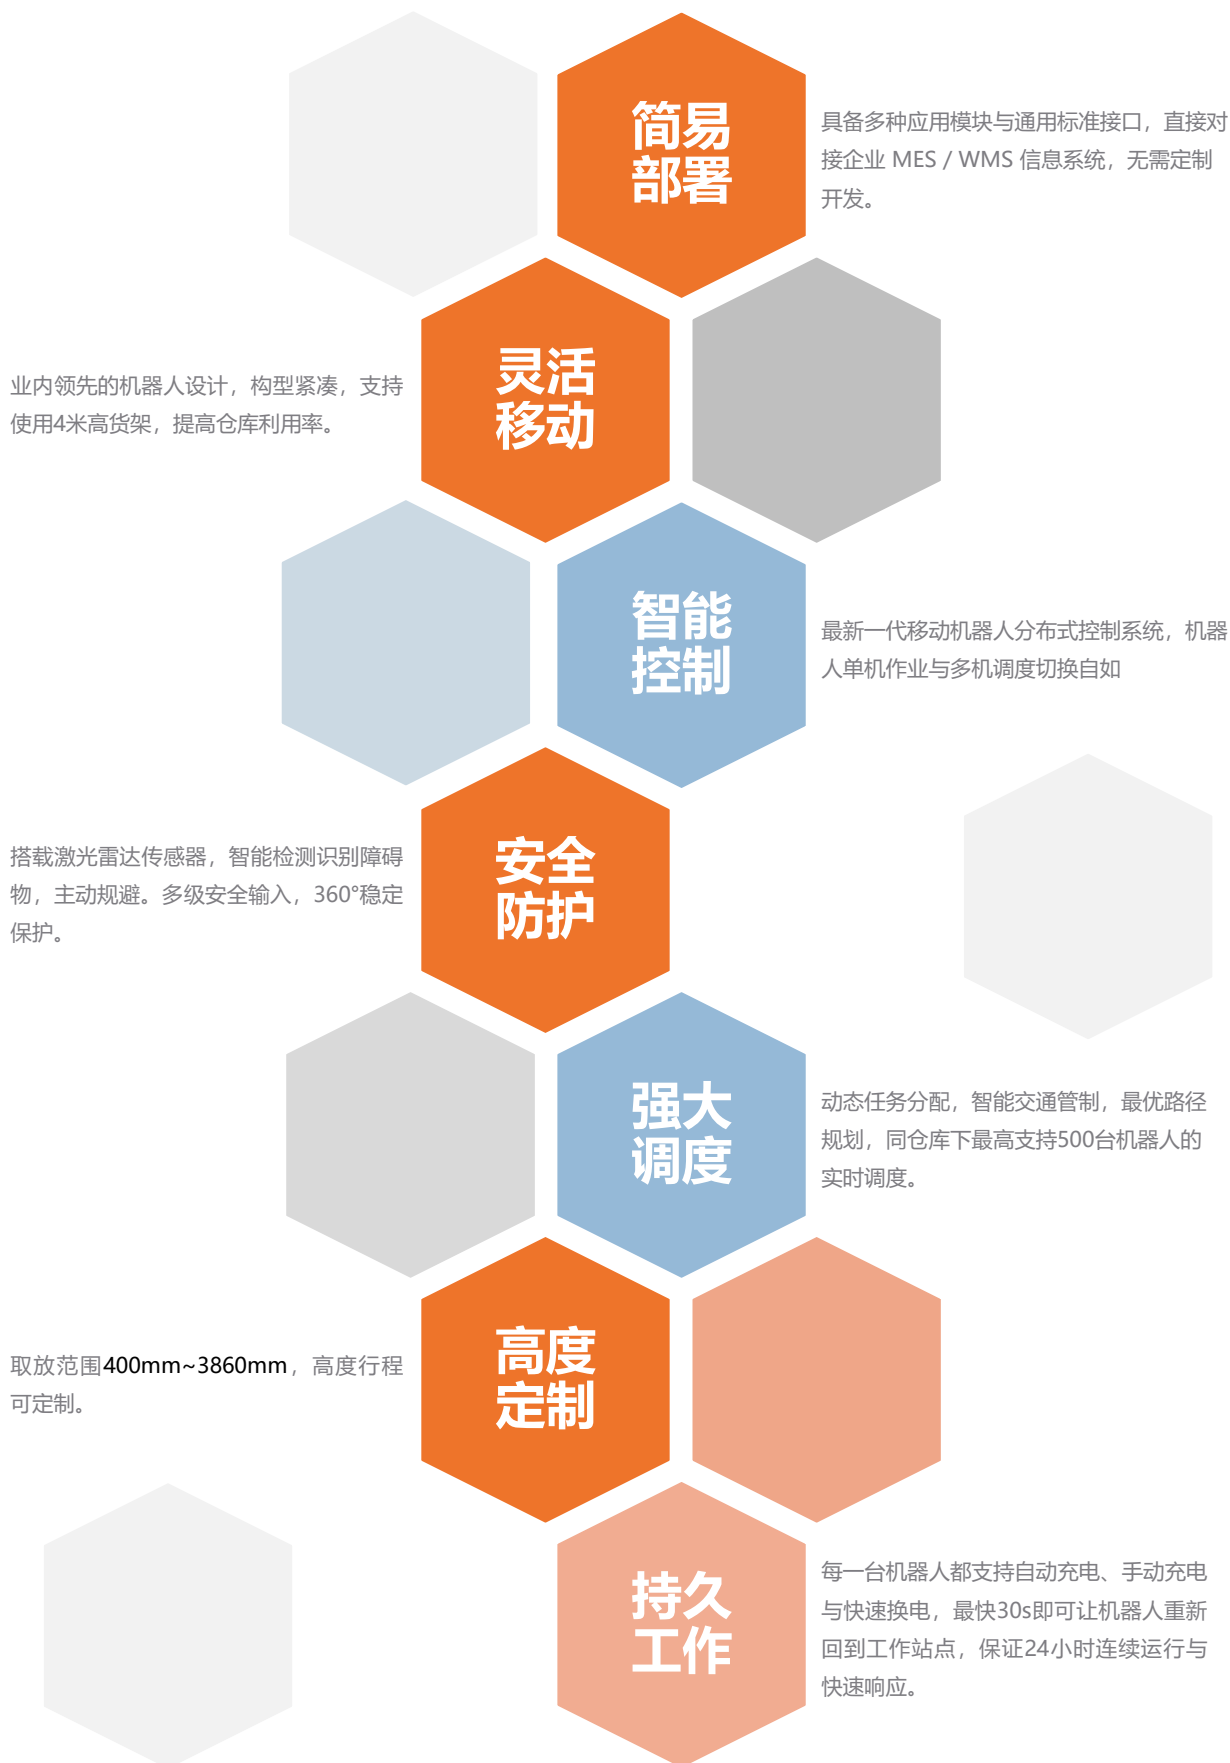 简易
部署
具备多种应用模块与通用标准接口，直接对
接企业 MES / WMS 信息系统，无需定制
开发。
灵活
移动
业内领先的机器人设计，构型紧凑，支持
使用4米高货架，提高仓库利用率。
智能
控制
最新一代移动机器人分布式控制系统，机器
人单机作业与多机调度切换自如
安全
防护
搭载激光雷达传感器，智能检测识别障碍
物，主动规避。多级安全输入，360°稳定
保护。
强大
调度
动态任务分配，智能交通管制，最优路径
规划，同仓库下最高支持500台机器人的
实时调度。
高度
定制
取放范围400mm~3860mm，高度行程
可定制。
持久
工作
每一台机器人都支持自动充电、手动充电
与快速换电，最快30s即可让机器人重新
回到工作站点，保证24小时连续运行与
快速响应。